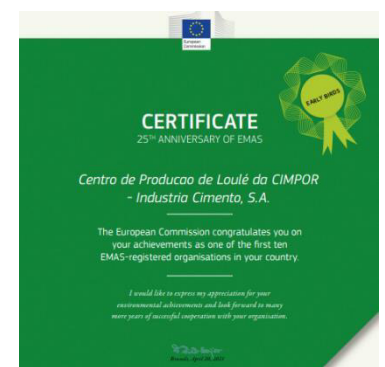 European
Commission
EARLY BIRDS
CERTIFICATE
25TH ANNIVERSARY OF EMAS
Centro de Producao de Loulé da CIMPOR
- Industria Cimento, S.A.
The European Commission congratulates you on
your achievements as one of the first ten
EMAS-registered organisations in your country.
I would like to express my appreciation for your
environmental achievements and look forward to many
more years of successful cooperation with your organisation.